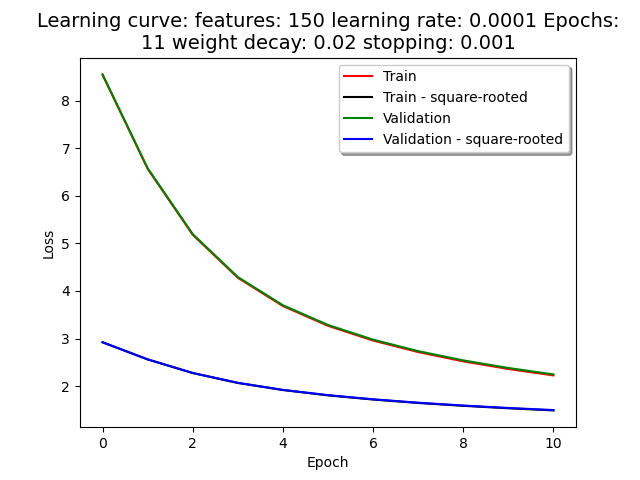 Learning curve: features: 150 learning rate: 0.0001 Epochs:
11 weight decay: 0.02 stopping: 0.001
Train
Train - square-rooted
Validation
Validation - square-rooted
Loss
8
7
6
5
4
3
2
0 2 4 6 8 10
Epoch